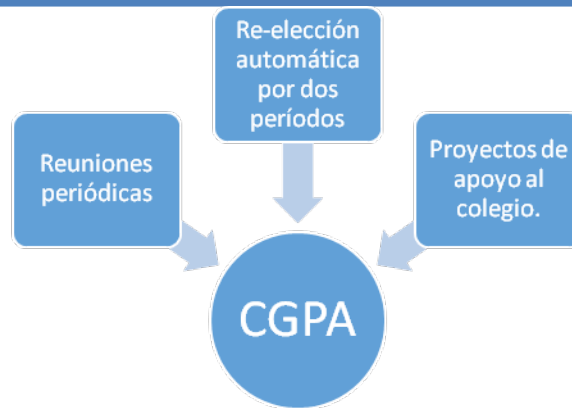 Re-elección
automática
por dos
períodos
Reuniones
periódicas
Proyectos de
apoyo al
colegio.
CGPA